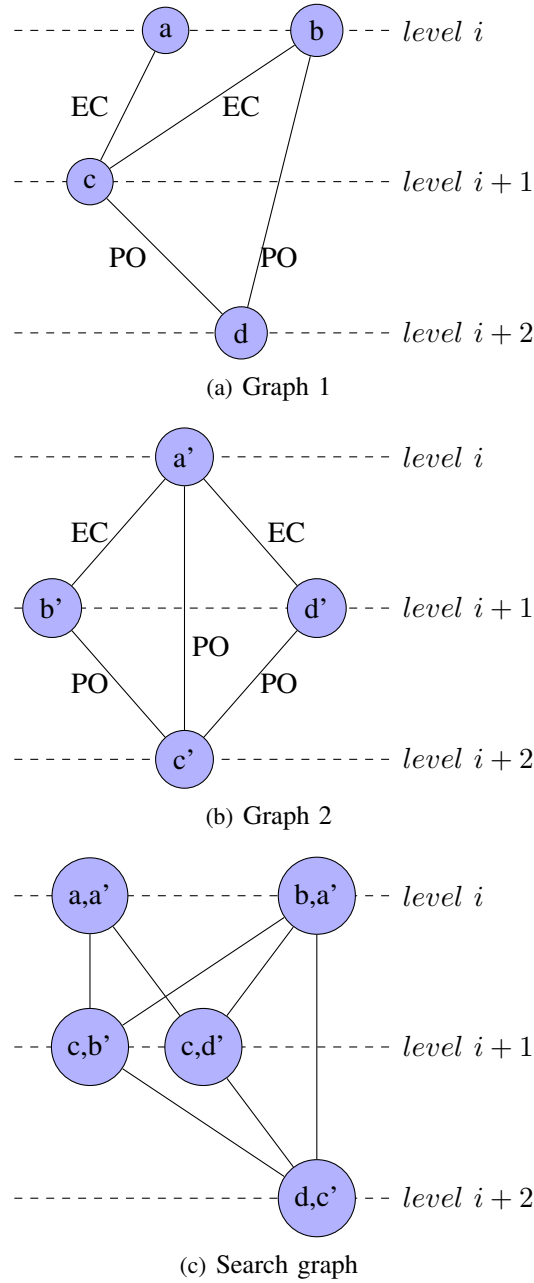 a
b
level i
EC
EC
c
level i + 1
PO
PO
d
level i + 2
(a) Graph 1
a'
level i
EC
EC
b'
d'
level i + 1
PO
PO
PO
c'
level i + 2
(b) Graph 2
a,a'
b,a'
level i
c,b'
c,d'
level i + 1
d,c'
level i + 2
(c) Search graph